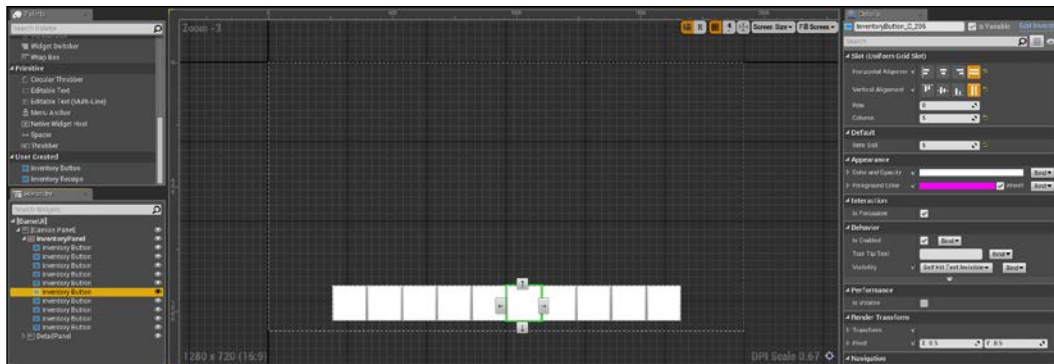 Palette
Search Palette
Widget Switcher
Wrap Box
Primitive
Circular Throbber
Editable Text
Editable Text (Multi-Line)
Menu Anchor
Native Widget Host
Spacer
Throbber
User Created
Inventory Button
Inventory Receipe
Hierarchy
Search Widgets
[GameUI]
[Canvas Panel]
InventoryPanel
Inventory Button
Inventory Button
Inventory Button
Inventory Button
Inventory Button
Inventory Button
Inventory Button
Inventory Button
Inventory Button
Inventory Button
DetailPanel
Zoom -3
R
Screen Size
Fill Screen
1280 x 720 (16:9)
DPI Scale 0.67
Details
InventoryButton_C_205
Is Variable
Search
Slot (Uniform Grid Slot)
Horizontal Alignme
Vertical Alignment
Row
0
Column
5
Default
Item Slot
5
Appearance
Color and Opacity
Bind
Foreground Color
Inherit
Bind
Interaction
Is Focusable
Behavior
Is Enabled
Bind
Tool Tip Text
Bind
Visibility
Self Hit Test Invisible
Bind
Performance
Is Volatile
Render Transform
Transform
Pivot
X 0.5
Y 0.5
Navigation